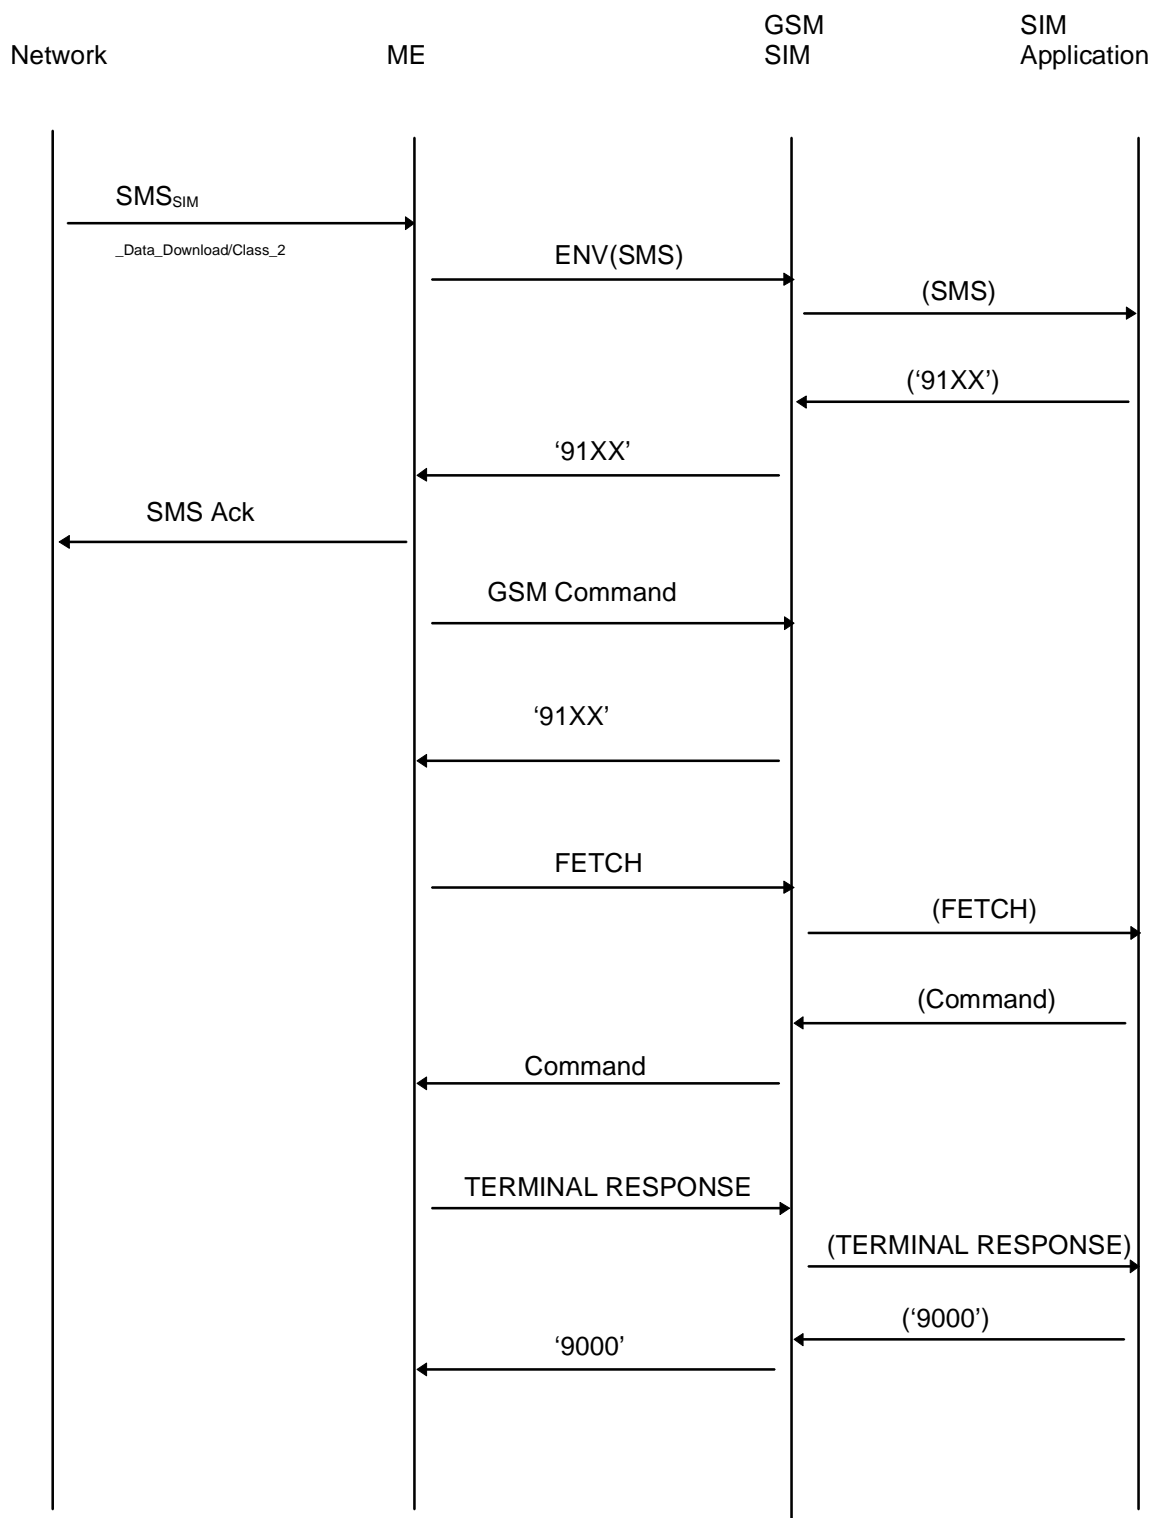 Network
ME
GSM
SIM
SIM
Application
SMSSIM
_Data_Download/Class_2
ENV(SMS)
(SMS)
(‘91XX’)
‘91XX’
SMS Ack
GSM Command
‘91XX’
FETCH
(FETCH)
(Command)
Command
TERMINAL RESPONSE
(TERMINAL RESPONSE)
(‘9000’)
‘9000’